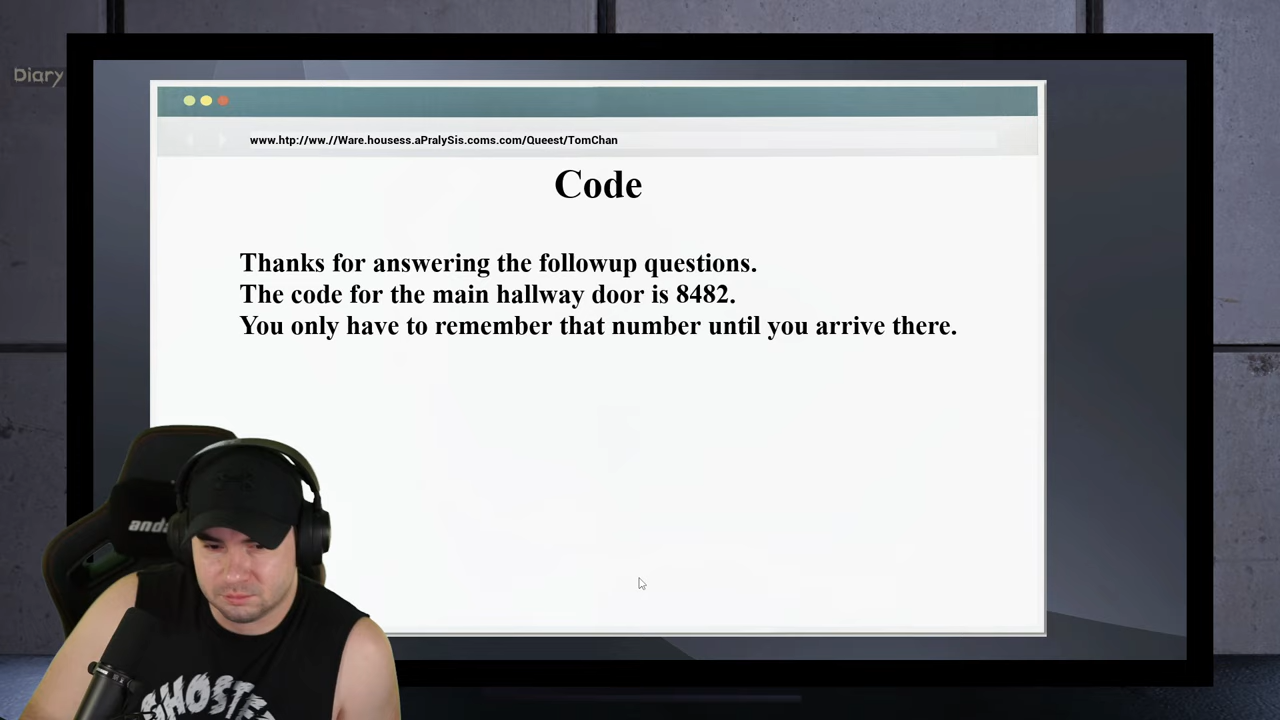 Diary
www.htp://ww.//Ware.housess.aPralySis.coms.com/Queest/TomChan
Code
Thanks for answering the followup questions.
The code for the main hallway door is 8482.
You only have to remember that number until you arrive there.
anda
GHOSTE